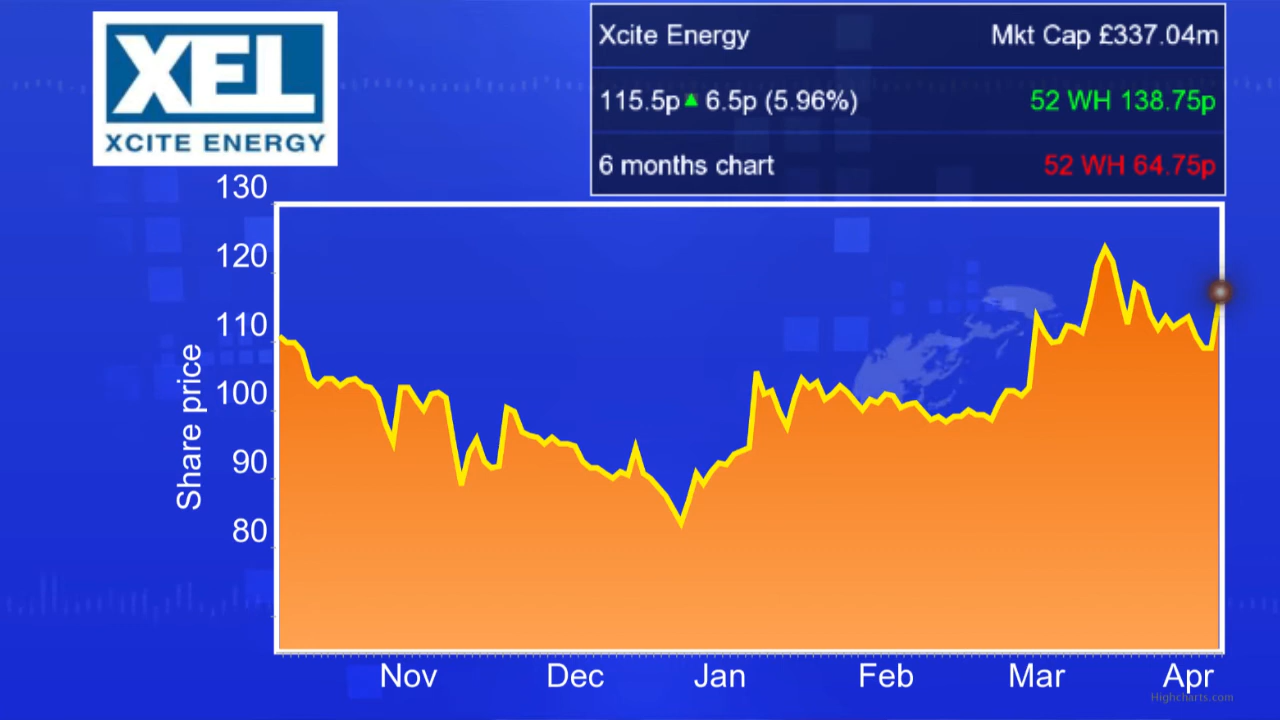 XEL
XCITE ENERGY
Xcite Energy Mkt Cap £337.04m
115.5p▲ 6.5p (5.96%) 52 WH 138.75p
6 months chart 52 WH 64.75p
130
120
110
100
90
80
Share price
Nov Dec Jan Feb Mar Apr
Highcharts.com